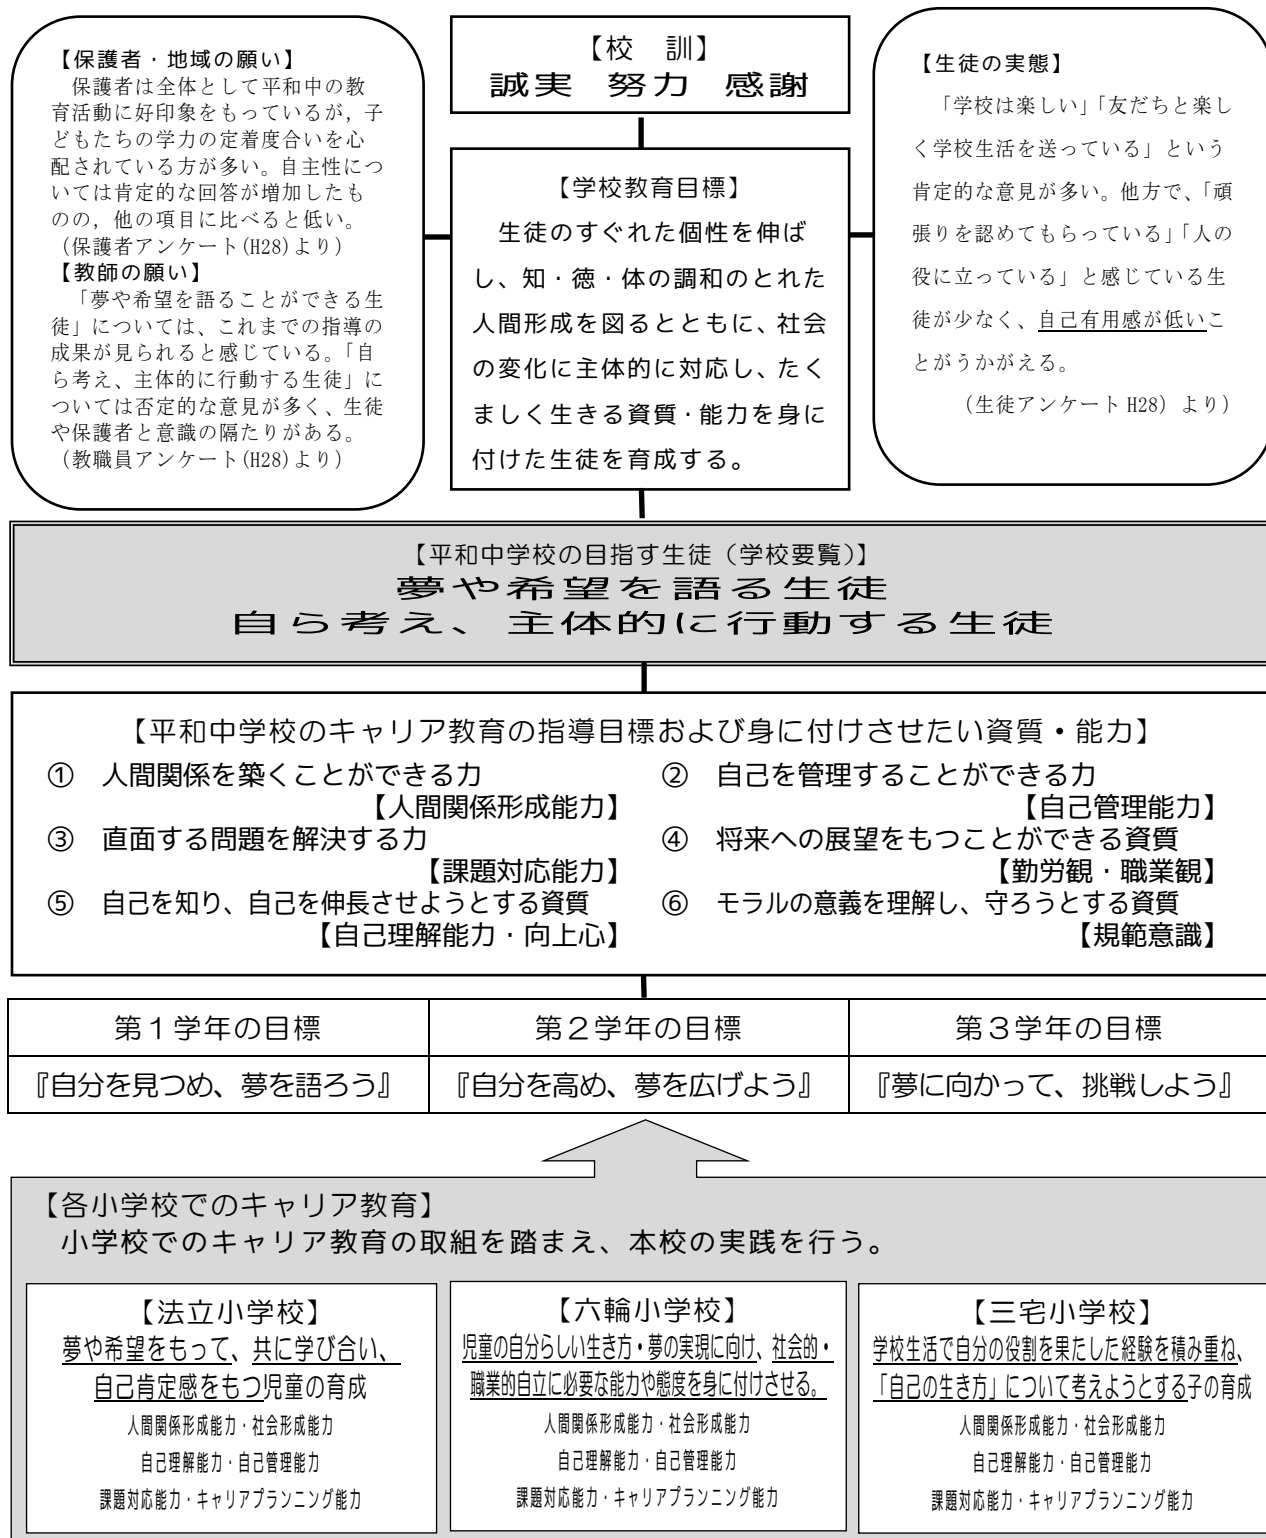 【保護者・地域の願い】
保護者は全体として平和中の教
育活動に好印象をもっているが，子
どもたちの学力の定着度合いを心
配されている方が多い。自主性につ
いては肯定的な回答が増加したも
のの，他の項目に比べると低い。
（保護者アンケート(H28)より）
【教師の願い】
「夢や希望を語ることができる生
徒」については、これまでの指導の
成果が見られると感じている。「自
ら考え、主体的に行動する生徒」に
ついては否定的な意見が多く、生徒
や保護者と意識の隔たりがある。
（教職員アンケート(H28)より）
【校　訓】
誠実　努力　感謝
【学校教育目標】
生徒のすぐれた個性を伸ば
し、知・徳・体の調和のとれた
人間形成を図るとともに、社会
の変化に主体的に対応し、たく
ましく生きる資質・能力を身に
付けた生徒を育成する。
【生徒の実態】
「学校は楽しい」「友だちと楽し
く学校生活を送っている」という
肯定的な意見が多い。他方で、「頑
張りを認めてもらっている」「人の
役に立っている」と感じている生
徒が少なく、自己有用感が低いこ
とがうかがえる。
（生徒アンケート H28）より）
【平和中学校の目指す生徒（学校要覧）】
夢や希望を語る生徒
自ら考え、主体的に行動する生徒
【平和中学校のキャリア教育の指導目標および身に付けさせたい資質・能力】
①　人間関係を築くことができる力
【人間関係形成能力】
②　自己を管理することができる力
【自己管理能力】
③　直面する問題を解決する力
【課題対応能力】
④　将来への展望をもつことができる資質
【勤労観・職業観】
⑤　自己を知り、自己を伸長させようとする資質
【自己理解能力・向上心】
⑥　モラルの意義を理解し、守ろうとする資質
【規範意識】
第１学年の目標
第２学年の目標
第３学年の目標
『自分を見つめ、夢を語ろう』
『自分を高め、夢を広げよう』
『夢に向かって、挑戦しよう』
【各小学校でのキャリア教育】
小学校でのキャリア教育の取組を踏まえ、本校の実践を行う。
【法立小学校】
夢や希望をもって、共に学び合い、
自己肯定感をもつ児童の育成
人間関係形成能力・社会形成能力
自己理解能力・自己管理能力
課題対応能力・キャリアプランニング能力
【六輪小学校】
児童の自分らしい生き方・夢の実現に向け、社会的・
職業的自立に必要な能力や態度を身に付けさせる。
人間関係形成能力・社会形成能力
自己理解能力・自己管理能力
課題対応能力・キャリアプランニング能力
【三宅小学校】
学校生活で自分の役割を果たした経験を積み重ね、
「自己の生き方」について考えようとする子の育成
人間関係形成能力・社会形成能力
自己理解能力・自己管理能力
課題対応能力・キャリアプランニング能力